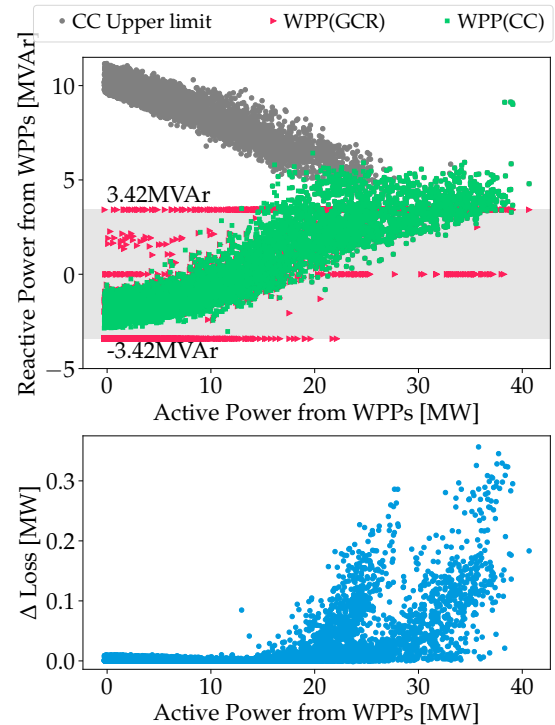 CC Upper limit WPP(GCR) WPP(CC)
Reactive Power from WPPs [MVAr]
10
5
0
−5
3.42MVAr
-3.42MVAr
0 10 20 30 40
Active Power from WPPs [MW]
Δ Loss [MW]
0.3
0.2
0.1
0.0
0 10 20 30 40
Active Power from WPPs [MW]